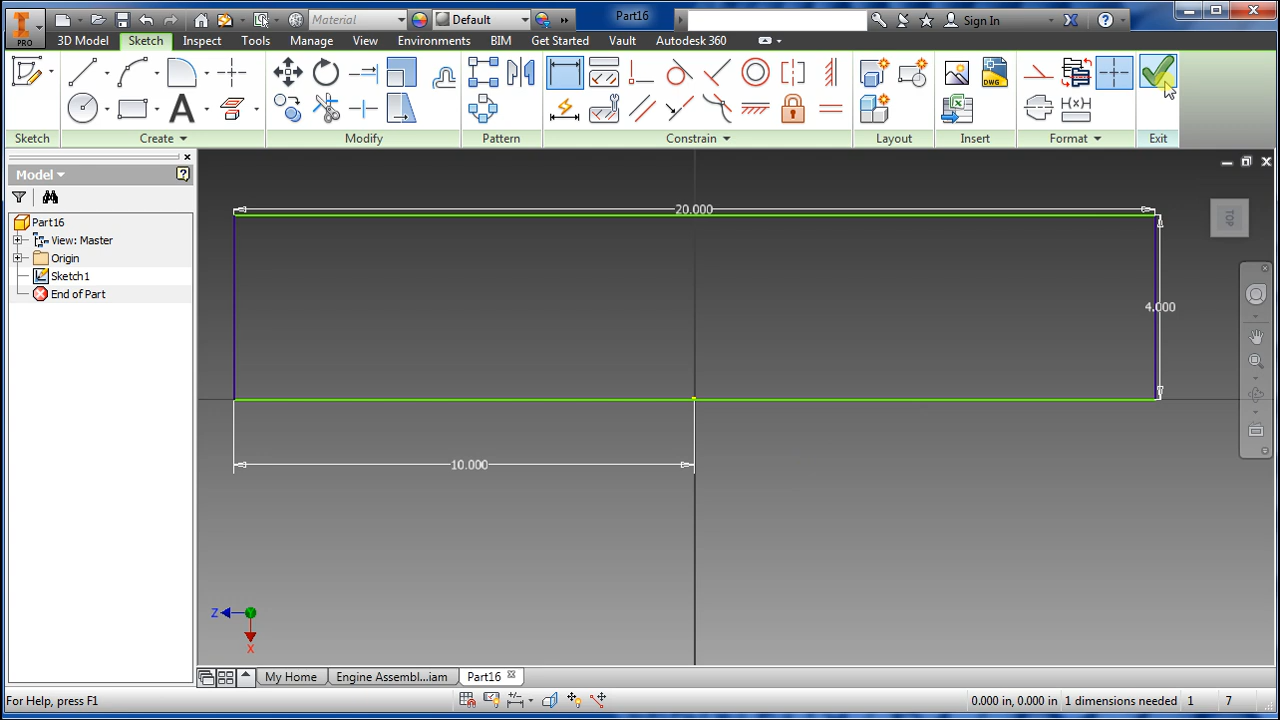 Material
Default
Part16
Sign In
PRO
3D Model
Sketch
Inspect
Tools
Manage
View
Environments
BIM
Get Started
Vault
Autodesk 360
DWG
Sketch
Create
Modify
Pattern
Constrain
Layout
Insert
Format
Exit
Model
Part16
View: Master
Origin
Sketch1
End of Part
20.000
TOP
4.000
10.000
Z
X
My Home
Engine Assembl...iam
Part16
For Help, press F1
0.000 in, 0.000 in
1 dimensions needed
1
7